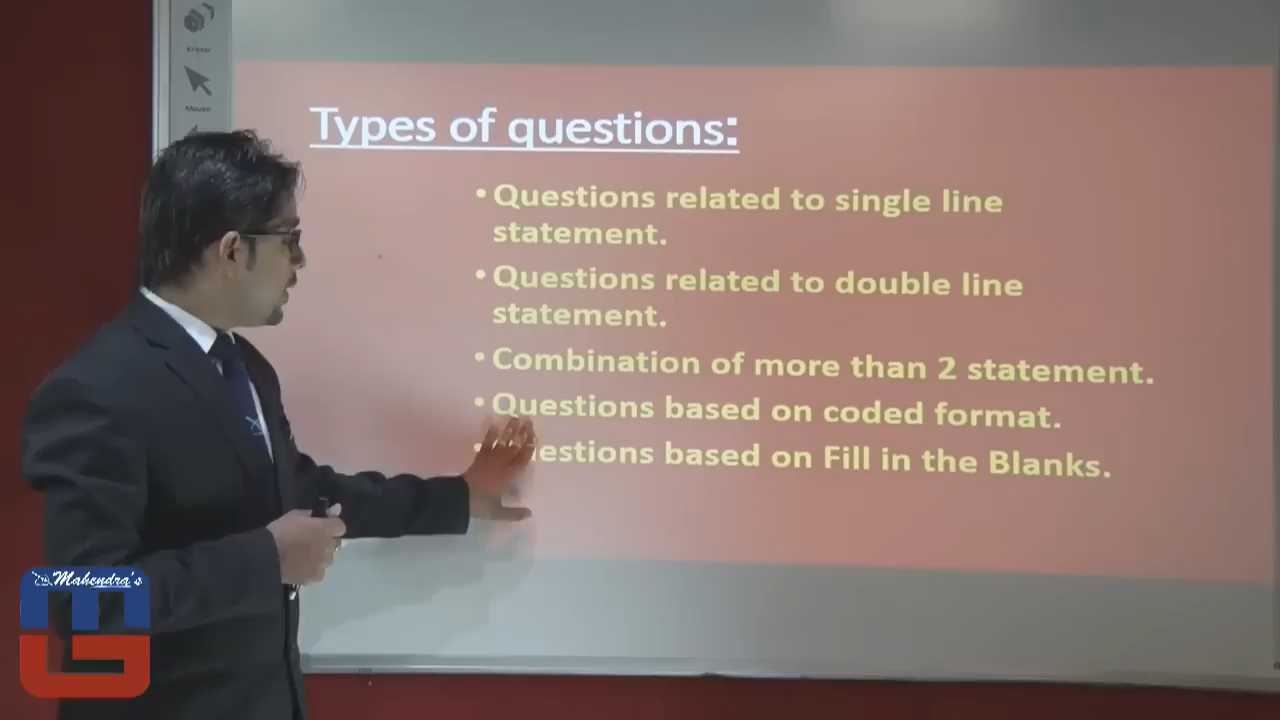 Eraser
Mouse
Types of questions:
• Questions related to single line
statement.
• Questions related to double line
statement.
• Combination of more than 2 statement.
• Questions based on coded format.
• Questions based on Fill in the Blanks.
Mahendra's